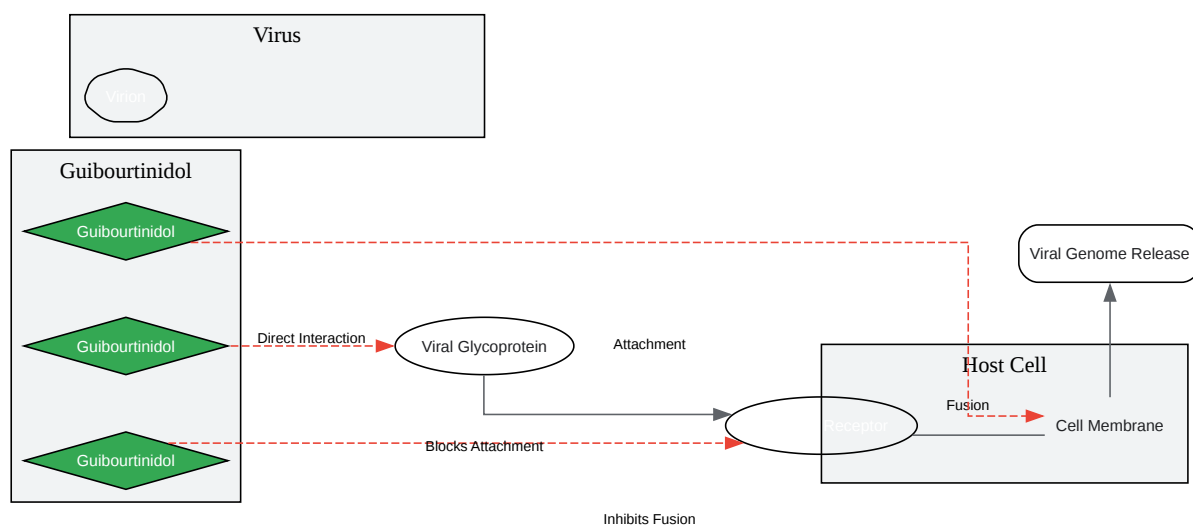 Virus
Virion
Guibourtinidol
Guibourtinidol
Viral Genome Release
Guibourtinidol
Direct Interaction
Viral Glycoprotein
Attachment
Host Cell
Fusion
Receptor
Cell Membrane
Guibourtinidol
Blocks Attachment
Inhibits Fusion